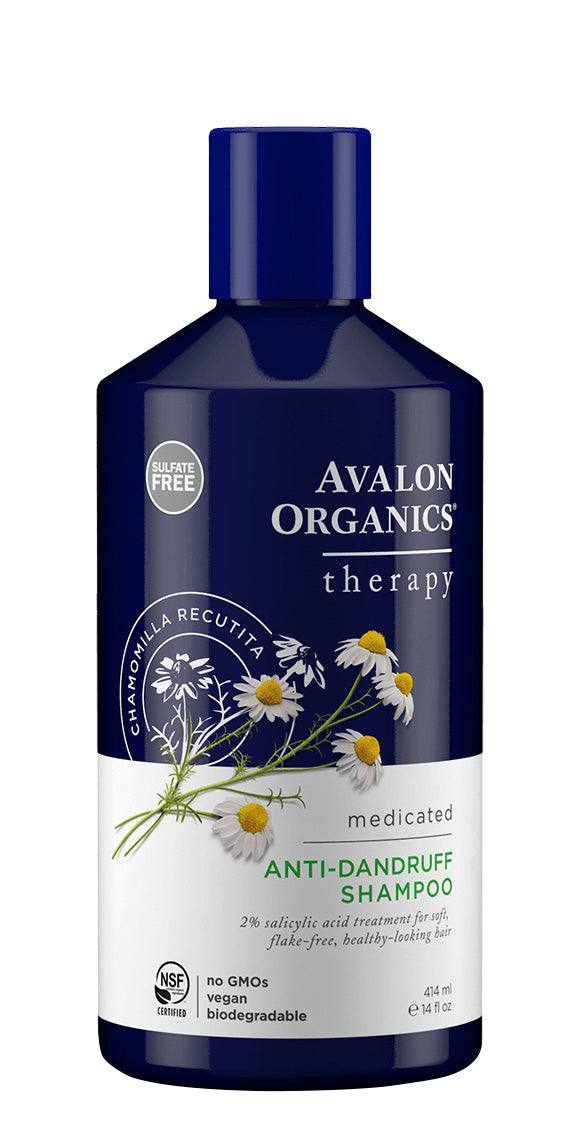 SULFATE
FREE
AVALON
ORGANICS®
therapy
CHAMOMILLA RECUTITA
medicated
ANTI-DANDRUFF
SHAMPOO
2% salicylic acid treatment for soft,
flake-free, healthy-looking hair
NSF
CERTIFIED
no GMOs
vegan
biodegradable
414 ml
℮ 14 fl oz